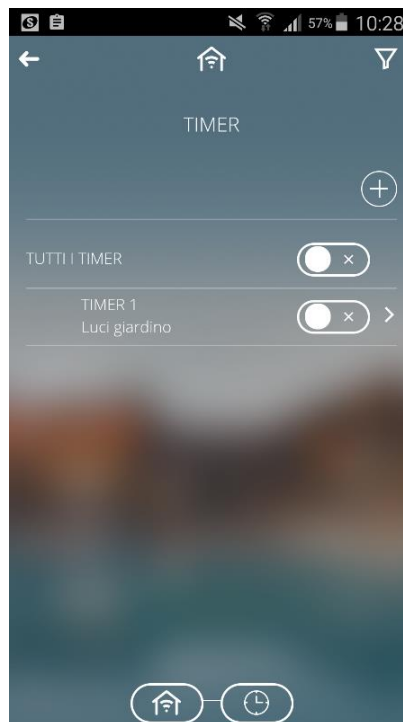 57% 10:28
TIMER
TUTTI I TIMER
TIMER 1
Luci giardino